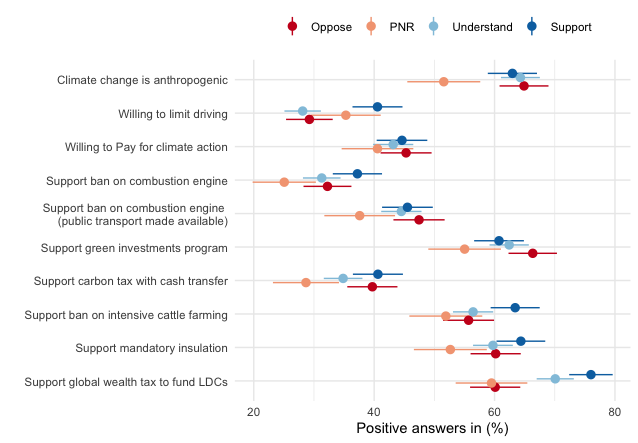 Oppose PNR Understand Support
Climate change is anthropogenic
Willing to limit driving
Willing to Pay for climate action
Support ban on combustion engine
Support ban on combustion engine
(public transport made available)
Support green investments program
Support carbon tax with cash transfer
Support ban on intensive cattle farming
Support mandatory insulation
Support global wealth tax to fund LDCs
20 40 60 80
Positive answers in (%)